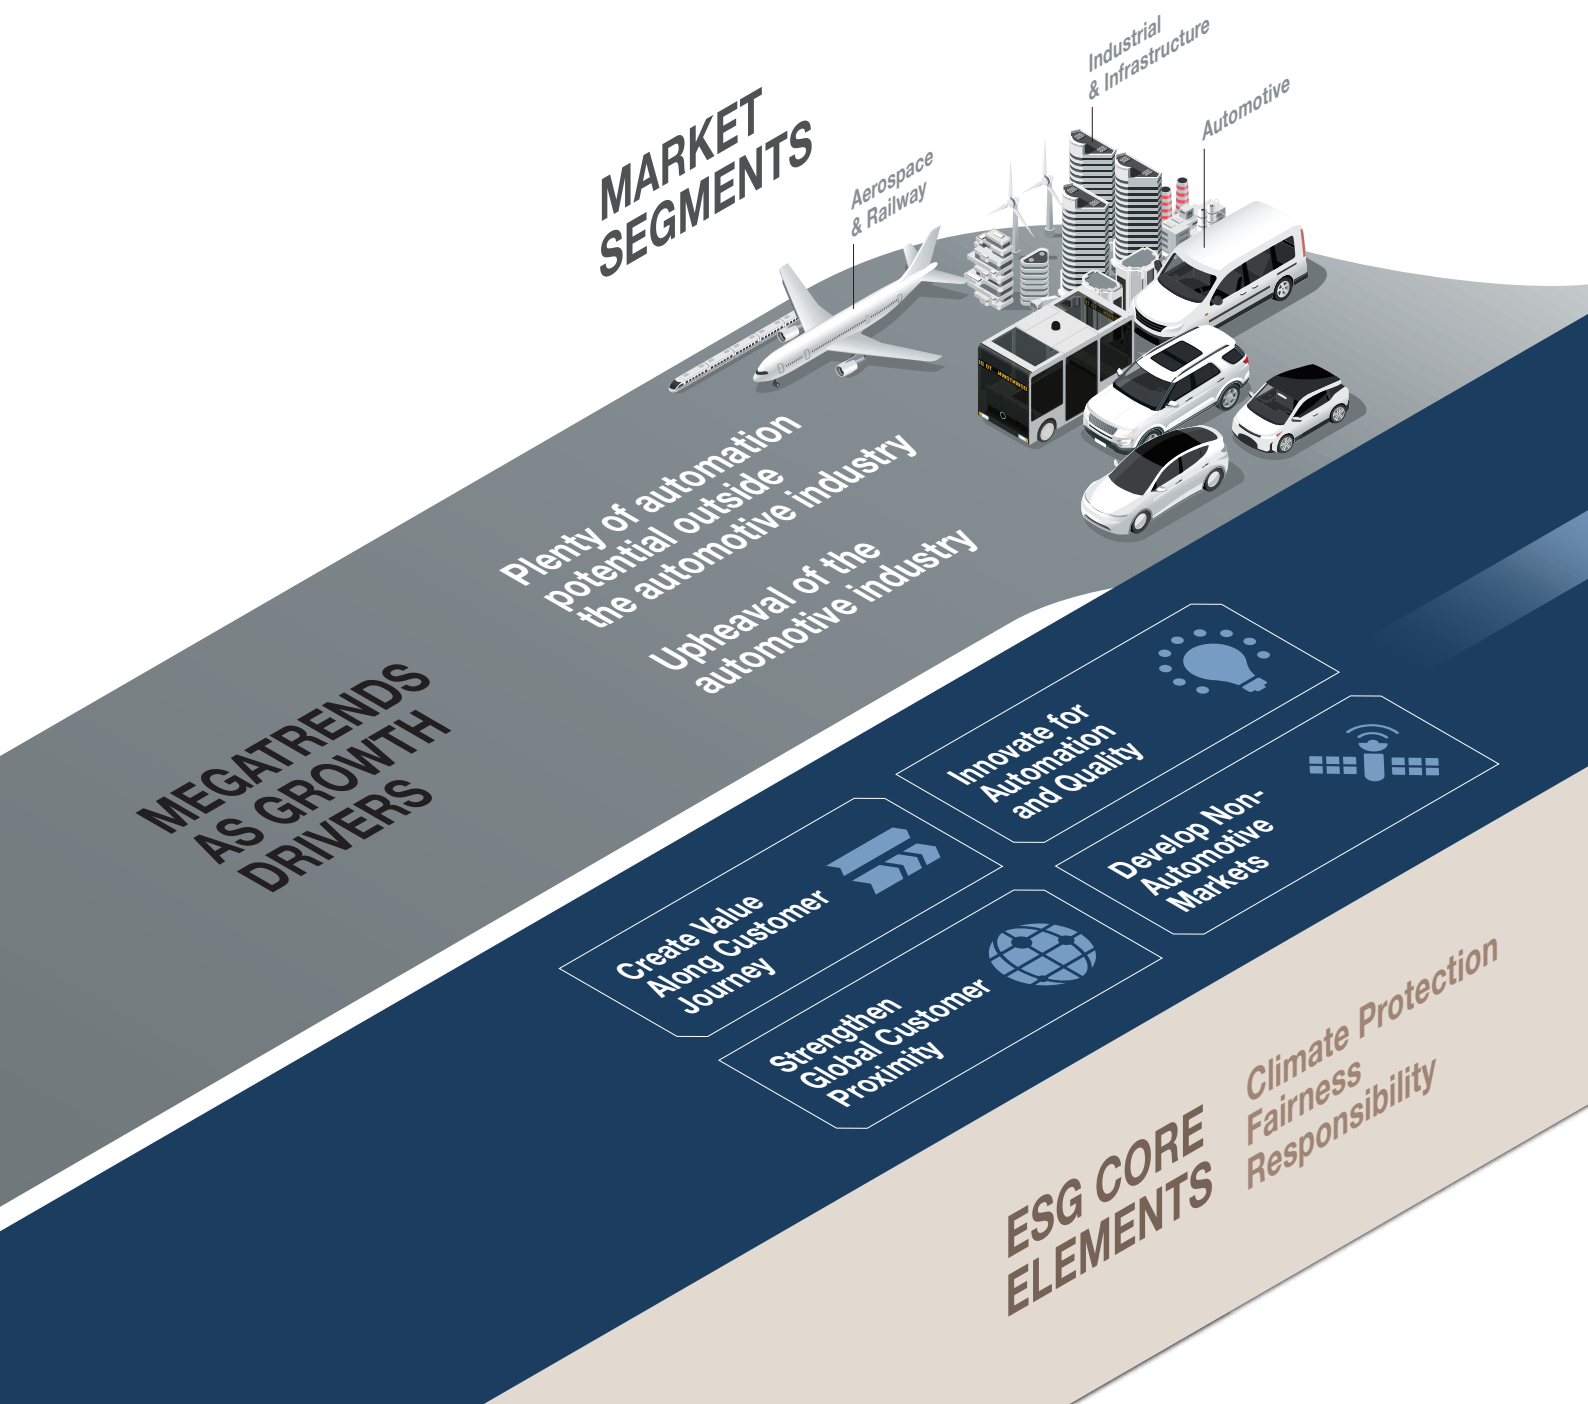 Industrial
& Infrastructure
Automotive
MARKET
SEGMENTS
Aerospace
& Railway
Plenty of automation
potential outside
the automotive industry
Upheaval of the
automotive industry
MEGATRENDS
AS GROWTH
DRIVERS
Innovate for
Automation
and Quality
Develop Non-
Automotive
Markets
Create Value
Along Customer
Journey
Strengthen
Global Customer
Proximity
ESG CORE
ELEMENTS
Climate Protection
Fairness
Responsibility